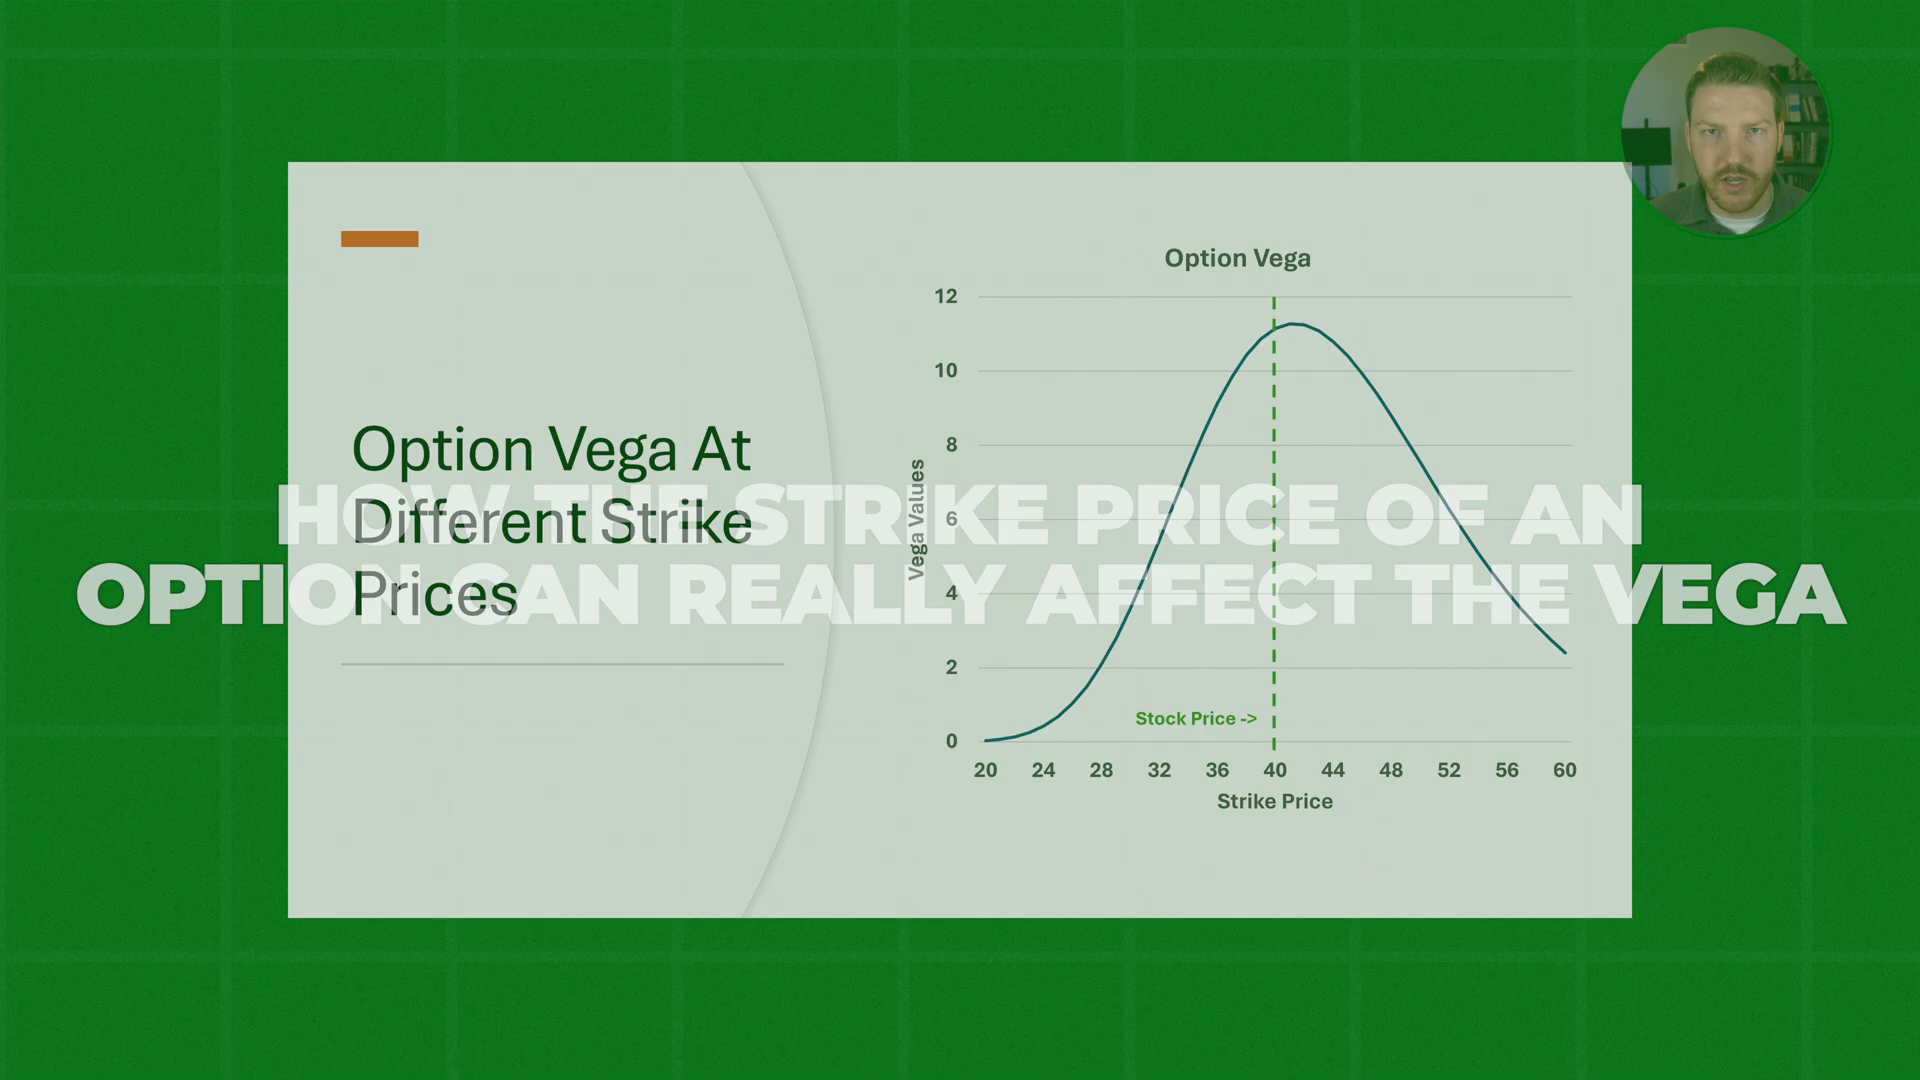 Option Vega At
Different Strike
Prices
HOW THE STRIKE PRICE OF AN
OPTION CAN REALLY AFFECT THE VEGA
Option Vega
12
10
8
6
4
2
0
Vega Values
Stock Price ->
20 24 28 32 36 40 44 48 52 56 60
Strike Price